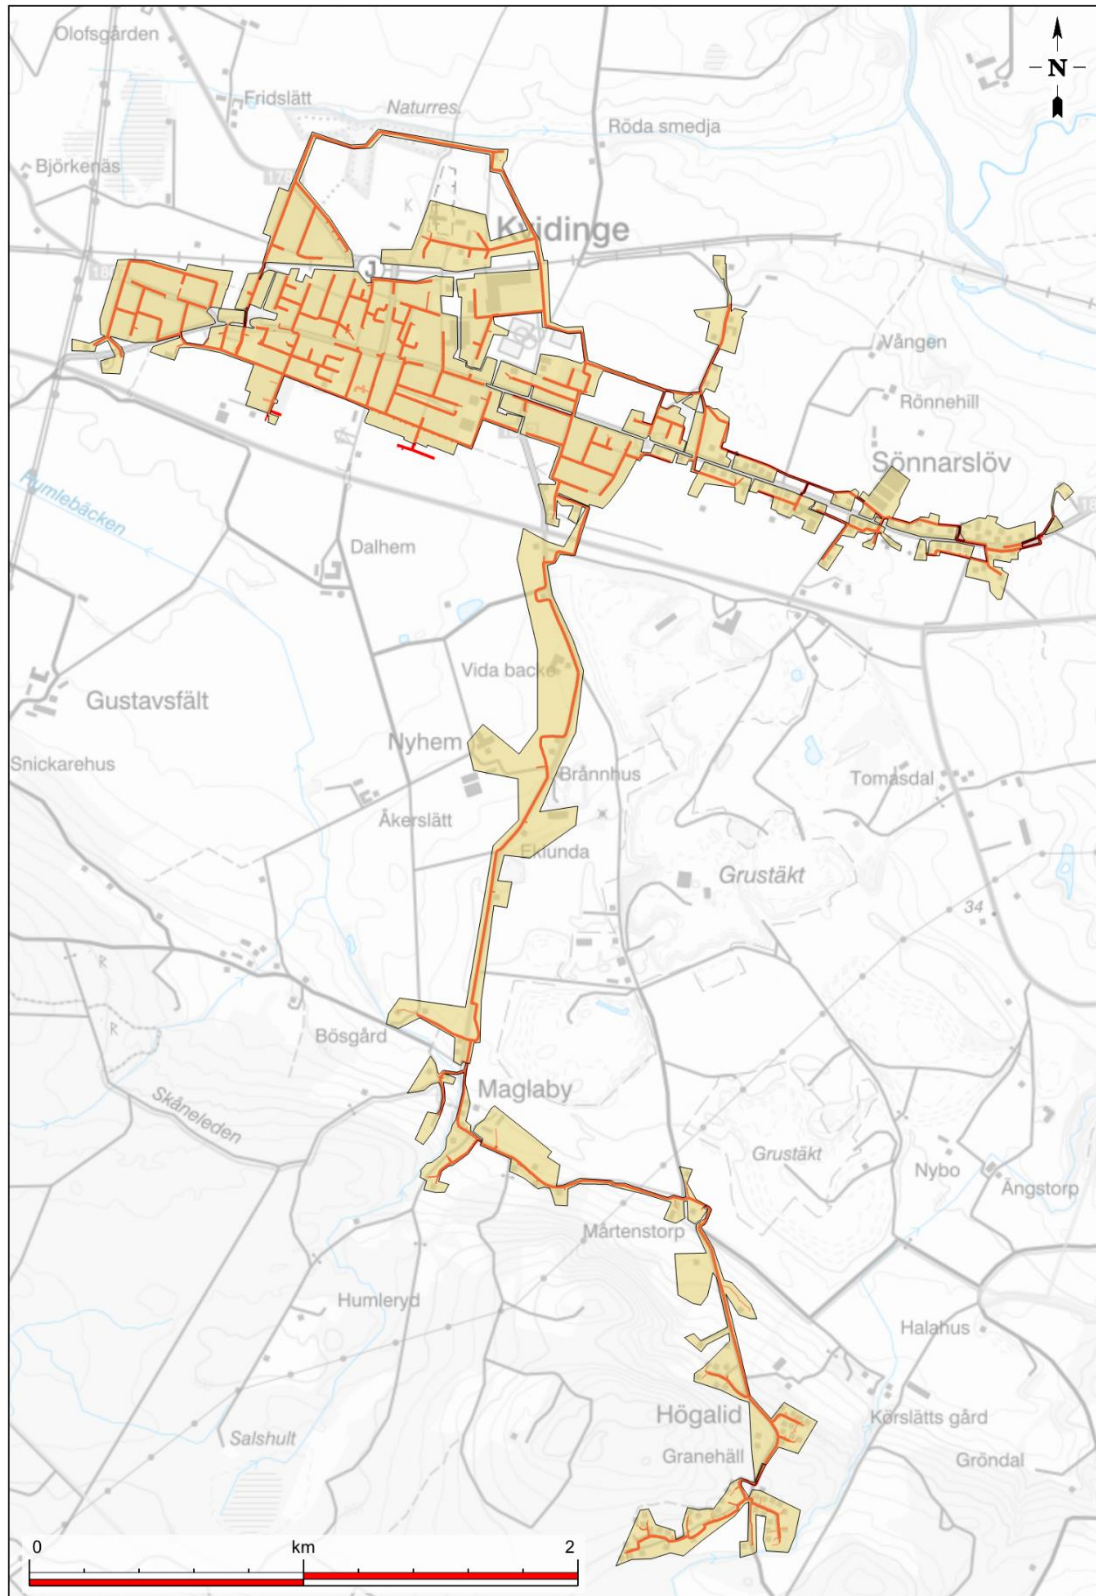 Olofsgården
N
Fridslätt
Naturres.
Röda smedja
Björkenäs
179
K
Kvidinge
J
Vången
Rönnehill
Sönnarslöv
Humlebäcken
Dalhem
Vida backe
Gustavsfält
Nyhem
Snickarehus
Brånnhus
Tomasdal
Åkerslätt
Eklunda
Grustäkt
34
R
R
Bösgård
Maglaby
Skåneleden
Grustäkt
Nybo
Ängstorp
Mårtenstorp
Humleryd
Halahus
Högalid
Körslätts gård
Salshult
Granehäll
Gröndal
0 km 2